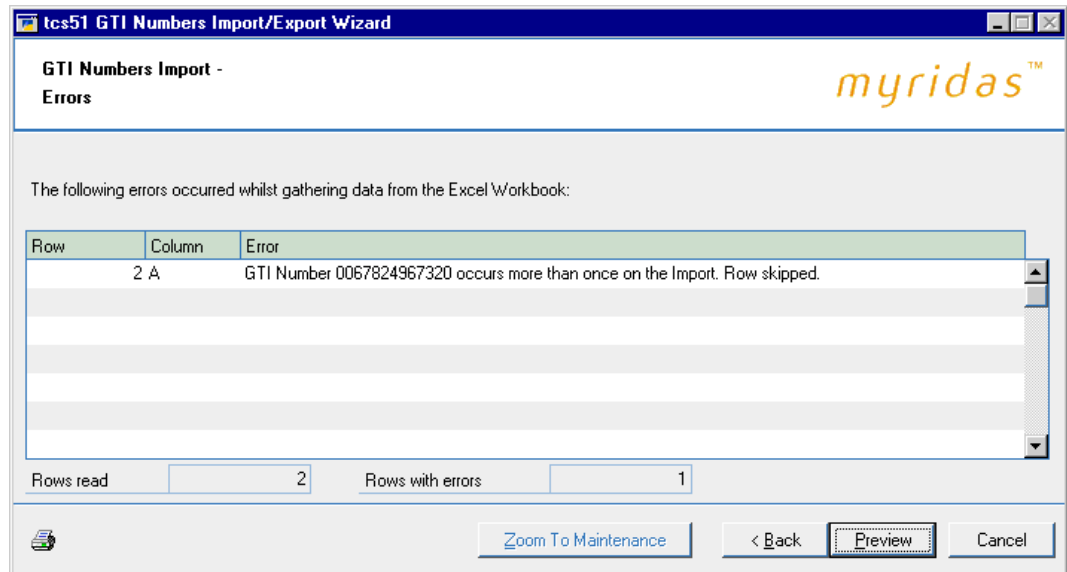 tcs51 GTI Numbers Import/Export Wizard
GTI Numbers Import -
Errors
myridas™
The following errors occurred whilst gathering data from the Excel Workbook:
Row Column Error
2 A GTI Number 0067824967320 occurs more than once on the Import. Row skipped.
Rows read 2 Rows with errors 1
Zoom To Maintenance < Back Preview Cancel